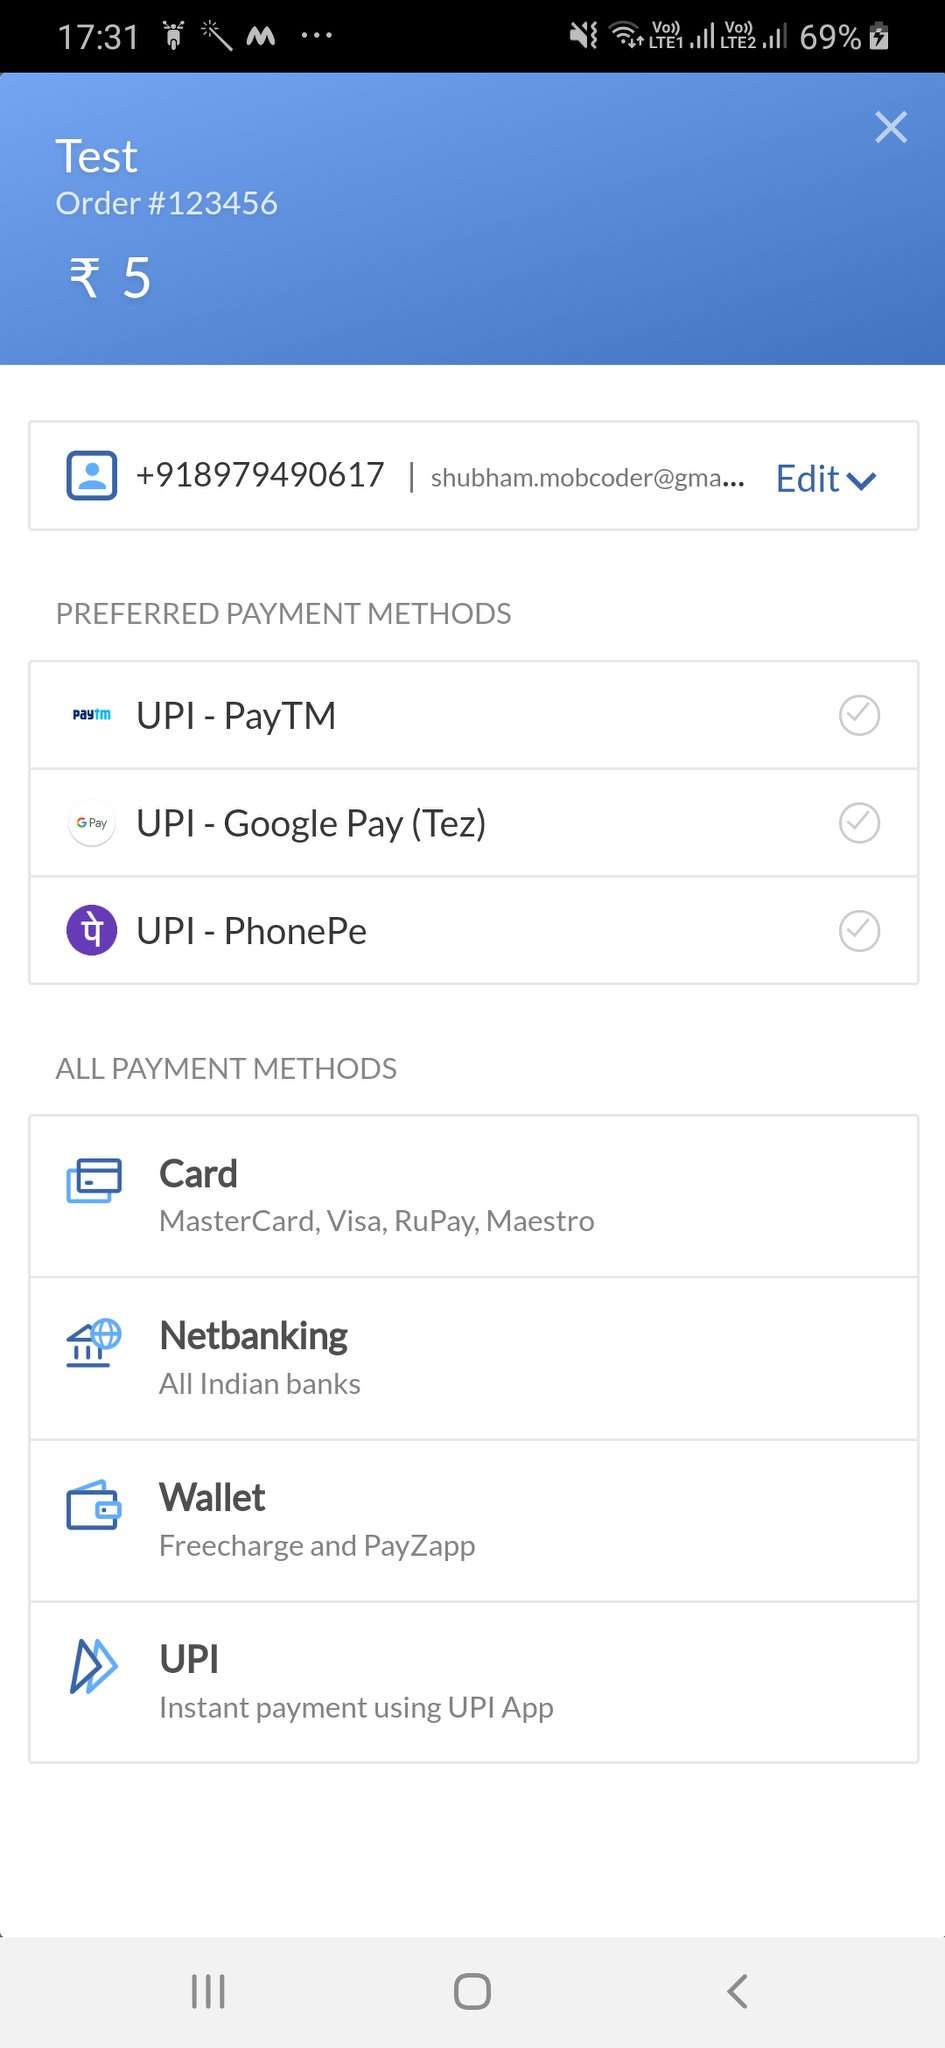 17:31 ... Vo)) LTE1 Vo)) LTE2 69%
Test
Order #123456
₹ 5
+918979490617 | shubham.mobcoder@gma... Edit
PREFERRED PAYMENT METHODS
paytm UPI - PayTM
G Pay UPI - Google Pay (Tez)
पे UPI - PhonePe
ALL PAYMENT METHODS
Card
MasterCard, Visa, RuPay, Maestro
Netbanking
All Indian banks
Wallet
Freecharge and PayZapp
UPI
Instant payment using UPI App